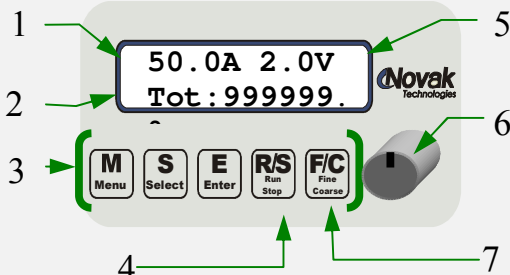 1
5
50.0A 2.0V
Novak
Technologies
2
Tot:999999.
6
3
M
Menu
S
Select
E
Enter
R/S
Run
Stop
F/C
Fine
Coarse
4
7